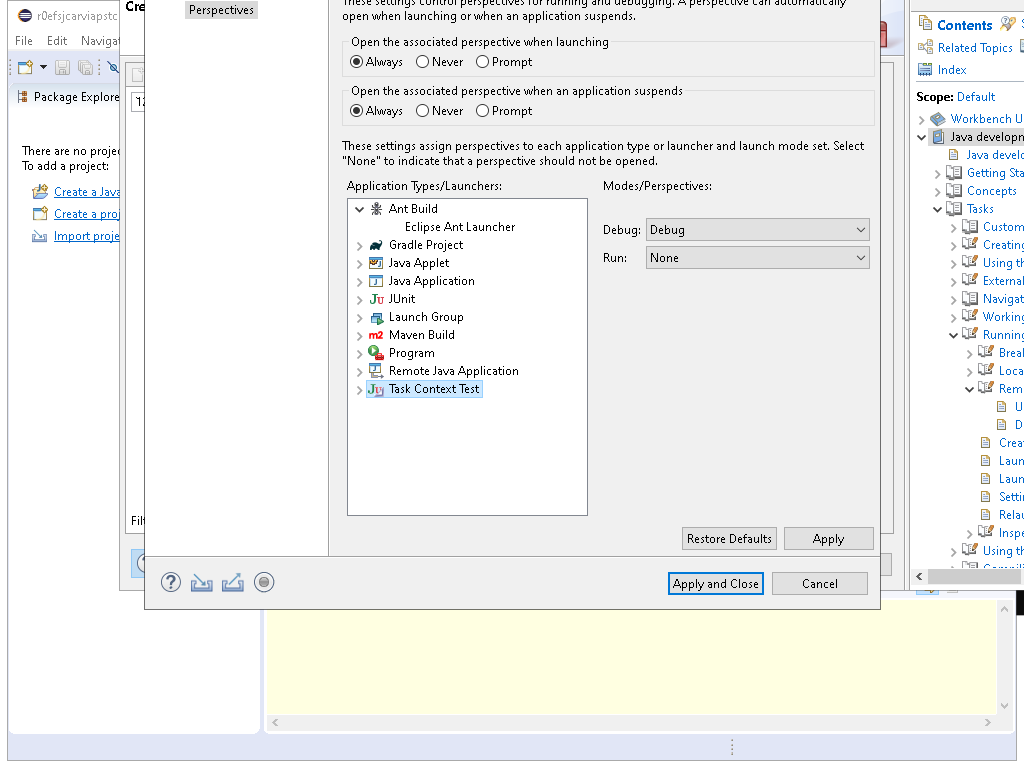 r0efsjcarviapstc
File Edit Navigat
Package Explore
There are no projec
To add a project:
Create a Java
Create a proj
Import proje
Cre
Filt
Perspectives
These settings control perspectives for running and debugging. A perspective can automatically
open when launching or when an application suspends.
Open the associated perspective when launching
Always Never Prompt
Open the associated perspective when an application suspends
Always Never Prompt
These settings assign perspectives to each application type or launcher and launch mode set. Select
"None" to indicate that a perspective should not be opened.
Application Types/Launchers:
Ant Build
Eclipse Ant Launcher
Gradle Project
Java Applet
Java Application
JUnit
Launch Group
Maven Build
Program
Remote Java Application
Task Context Test
Modes/Perspectives:
Debug: Debug
Run: None
Restore Defaults Apply
Apply and Close Cancel
Contents
Related Topics
Index
Scope: Default
Workbench U
Java developn
Java develo
Getting Sta
Concepts
Tasks
Custom
Creating
Using th
External
Navigat
Working
Running
Breal
Loca
Rem
U
D
Creat
Laun
Laun
Settin
Relau
Inspe
Using th